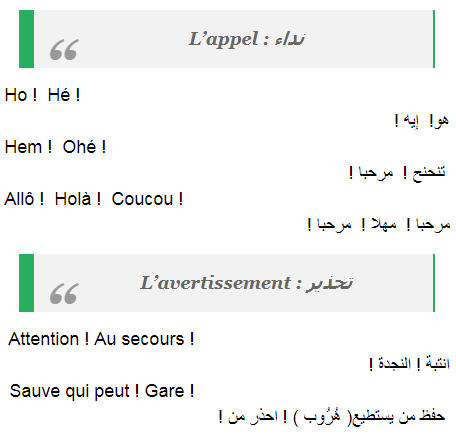 L'appel : نداء
Ho ! Hé !
هو! إيه !
Hem ! Ohé !
تنحنح ! مرحبا !
Allô ! Holà ! Coucou !
مرحبا ! مهلا ! مرحبا !
L'avertissement : تحذير
Attention ! Au secours !
انتبة ! النجدة !
Sauve qui peut ! Gare !
حفظ من يستطيع( هُرُوب ) ! احذر من !